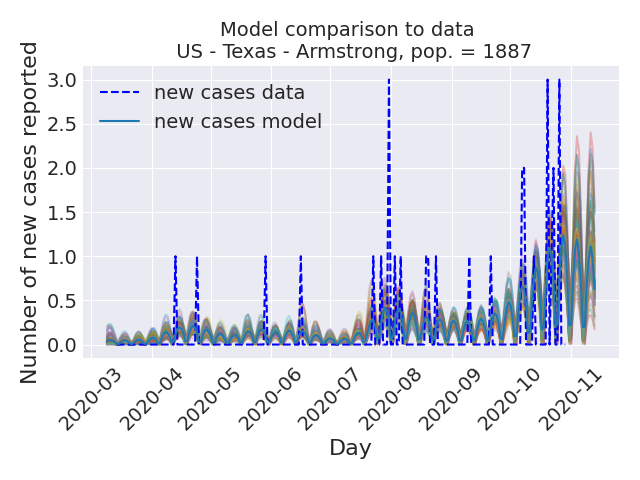 Model comparison to data
US - Texas - Armstrong, pop. = 1887
Number of new cases reported
3.0
2.5
2.0
1.5
1.0
0.5
0.0
new cases data
new cases model
2020-03
2020-04
2020-05
2020-06
2020-07
2020-08
2020-09
2020-10
2020-11
Day